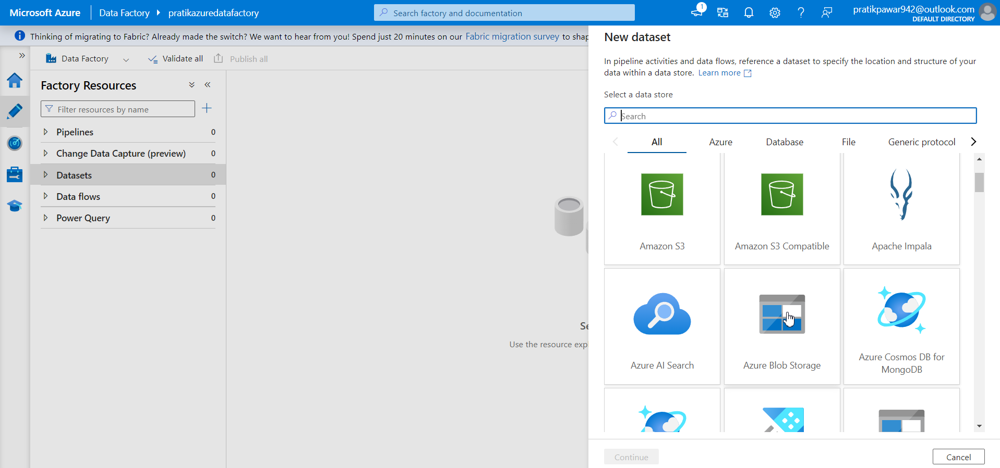 Microsoft Azure
Data Factory
pratikazuredatafactory
Search factory and documentation
1
pratikpawar942@outlook.com
DEFAULT DIRECTORY
Thinking of migrating to Fabric? Already made the switch? We want to hear from you! Spend just 20 minutes on our Fabric migration survey to shap
Data Factory
Validate all
Publish all
Factory Resources
Filter resources by name
Pipelines 0
Change Data Capture (preview) 0
Datasets 0
Data flows 0
Power Query 0
Se
Use the resource exp
New dataset
In pipeline activities and data flows, reference a dataset to specify the location and structure of your
data within a data store. Learn more
Select a data store
Search
All Azure Database File Generic protocol
Amazon S3
Amazon S3 Compatible
Apache Impala
Azure AI Search
Azure Blob Storage
Azure Cosmos DB for
MongoDB
Continue
Cancel